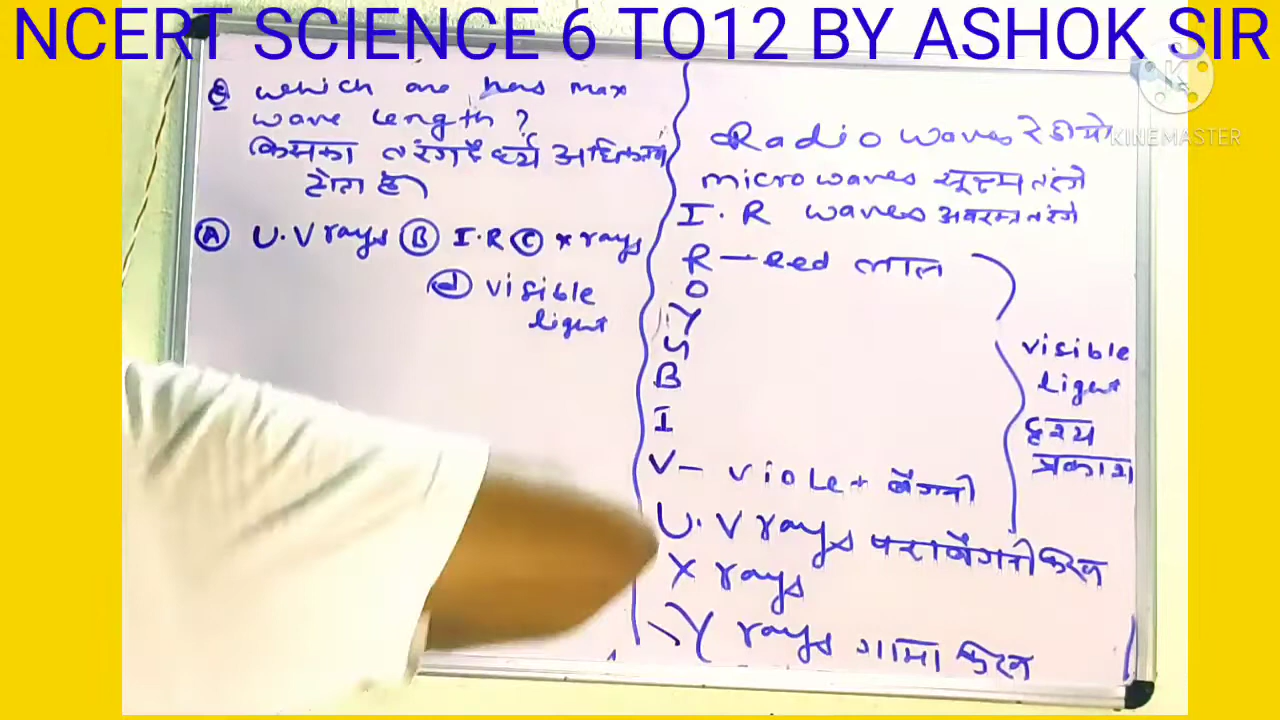 NCERT SCIENCE 6 TO12 BY ASHOK SIR
KINEMASTER
Q which one has max
wave length?
किसका तरंगदैर्ध्य अधिकतम
होता है
(A) U.V rays (B) I.R (C) x rays
(d) visible
light
Radio waves रेडीयो
microwaves सूक्ष्म तरंगे
I.R waves अवरक्त तरंगे
R — Red लाल
O
Y
G
B
I
V — violet बैंगनी
visible
light
दृश्य
प्रकाश
U.V rays पराबैंगनी किरण
X rays
γ rays गामा किरण